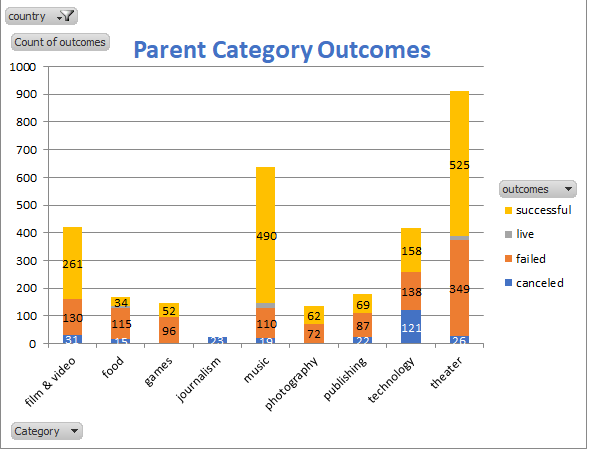 country
Count of outcomes
Parent Category Outcomes
1000
900
800
700
600
500
400
300
200
100
0
261
130
31
34
115
15
52
96
23
490
110
19
62
72
69
87
22
158
138
121
525
349
26
film & video
food
games
journalism
music
photography
publishing
technology
theater
outcomes
successful
live
failed
canceled
Category